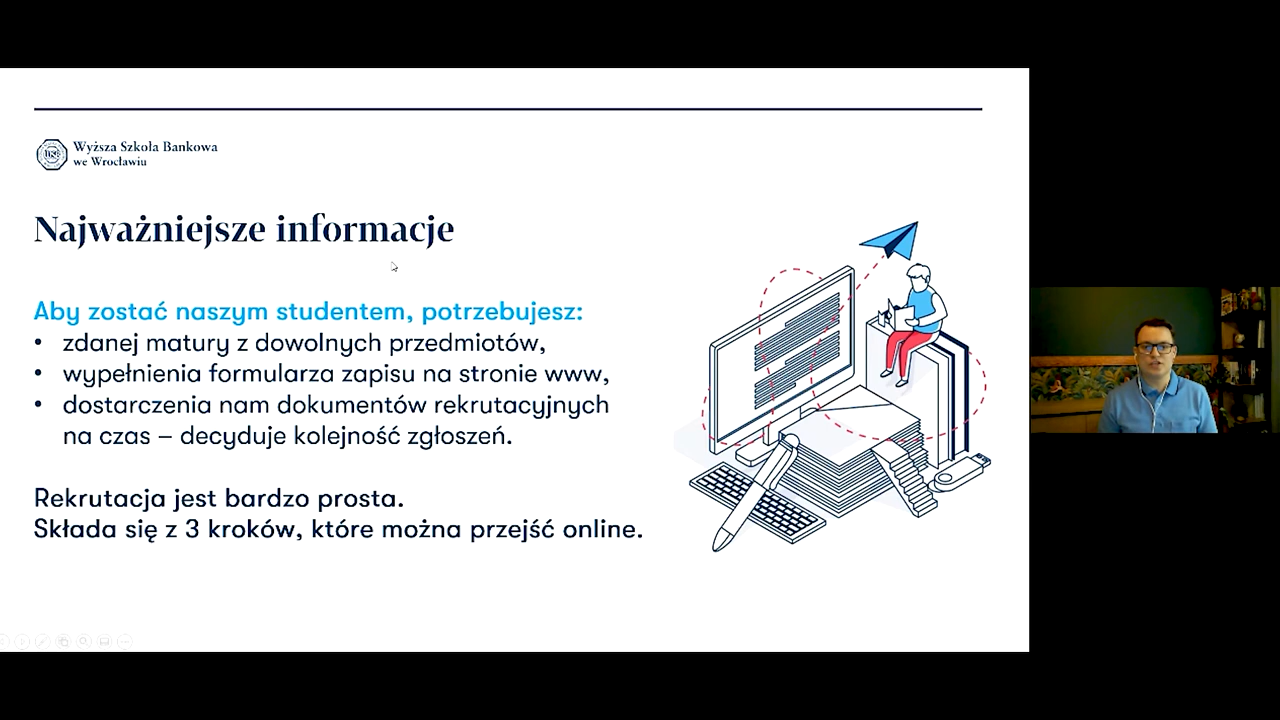 Wyższa Szkoła Bankowa
we Wrocławiu
Najważniejsze informacje
Aby zostać naszym studentem, potrzebujesz:
• zdanej matury z dowolnych przedmiotów,
• wypełnienia formularza zapisu na stronie www,
• dostarczenia nam dokumentów rekrutacyjnych
na czas – decyduje kolejność zgłoszeń.
Rekrutacja jest bardzo prosta.
Składa się z 3 kroków, które można przejść online.